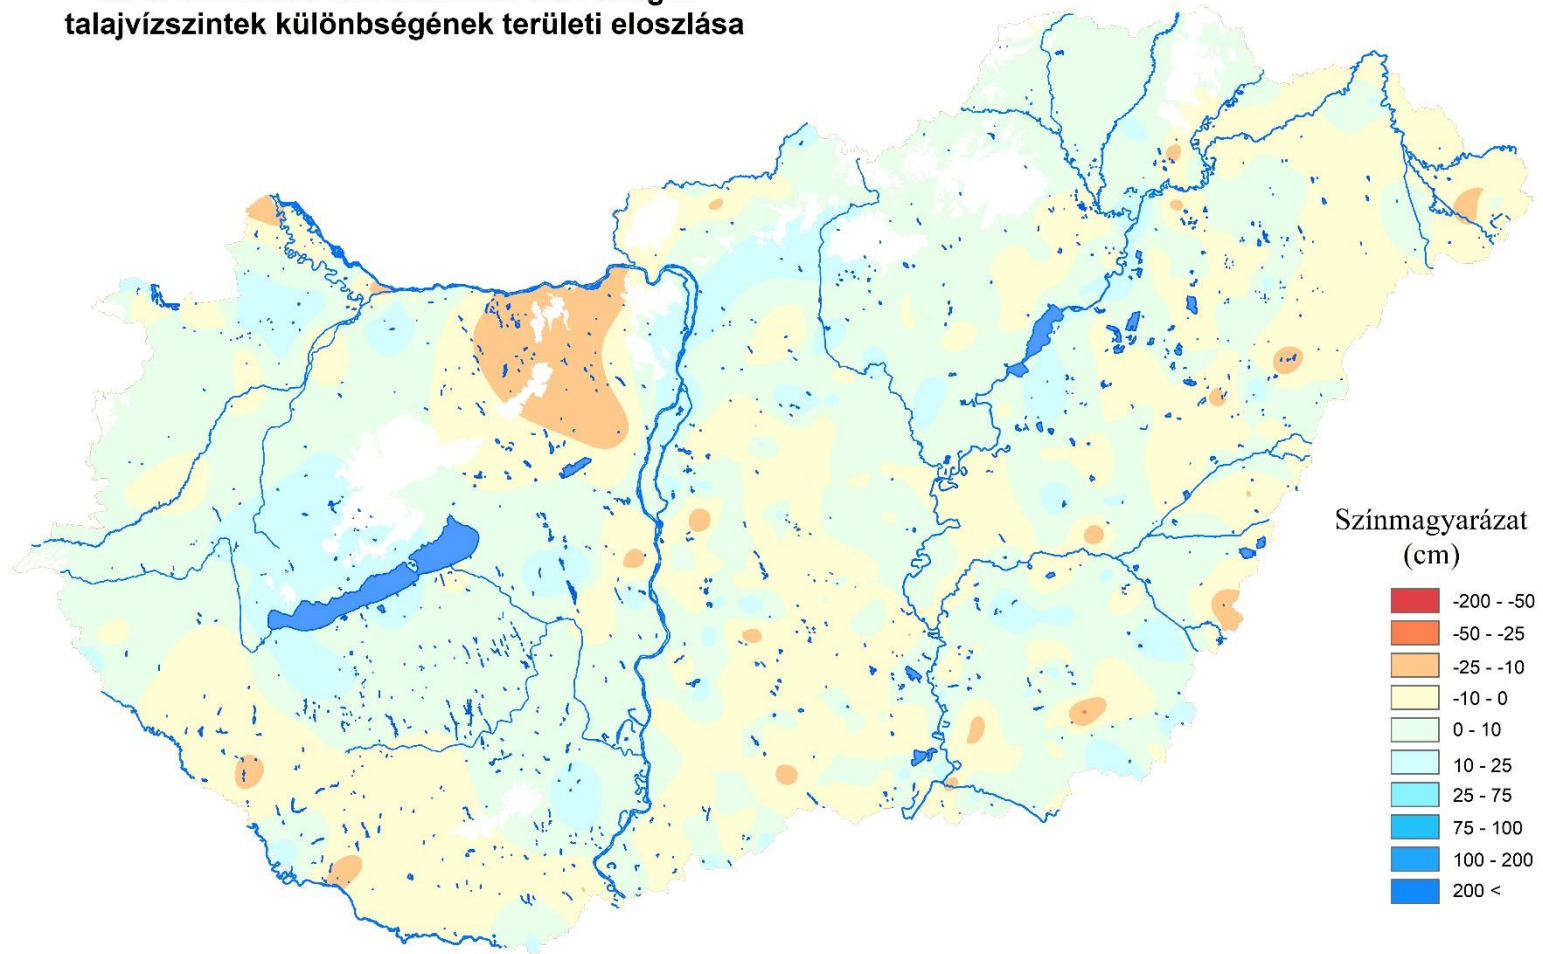 talajvízszintek különbségének területi eloszlása
Színmagyarázat
(cm)
-200 - -50
-50 - -25
-25 - -10
-10 - 0
0 - 10
10 - 25
25 - 75
75 - 100
100 - 200
200 <